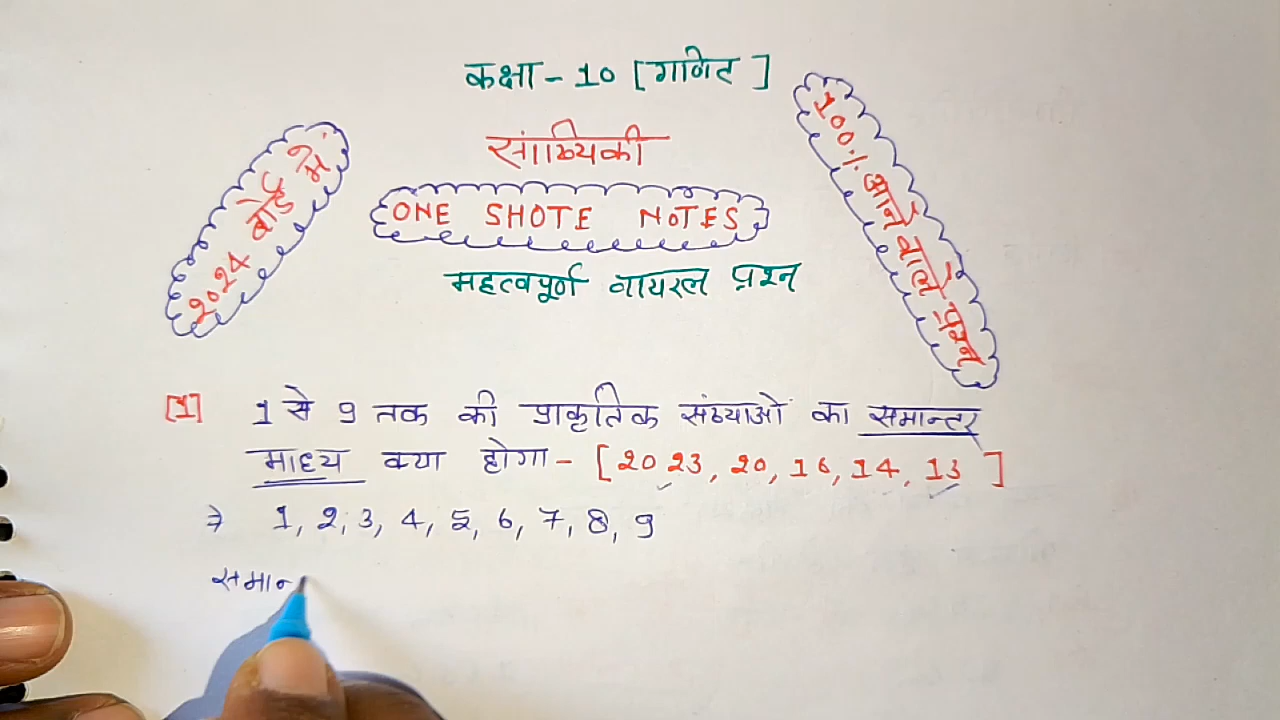 कक्षा - 10 [गणित]
सांख्यिकी
2024 बोर्ड में
ONE SHOTE NOTES
100% आने वाले प्रश्न
महत्वपूर्ण वायरल प्रश्न
[1] 1 से 9 तक की प्राकृतिक संख्याओं का समान्तर
माध्य क्या होगा - [2023, 20, 16, 14, 13]
⇒ 1, 2, 3, 4, 5, 6, 7, 8, 9
समान